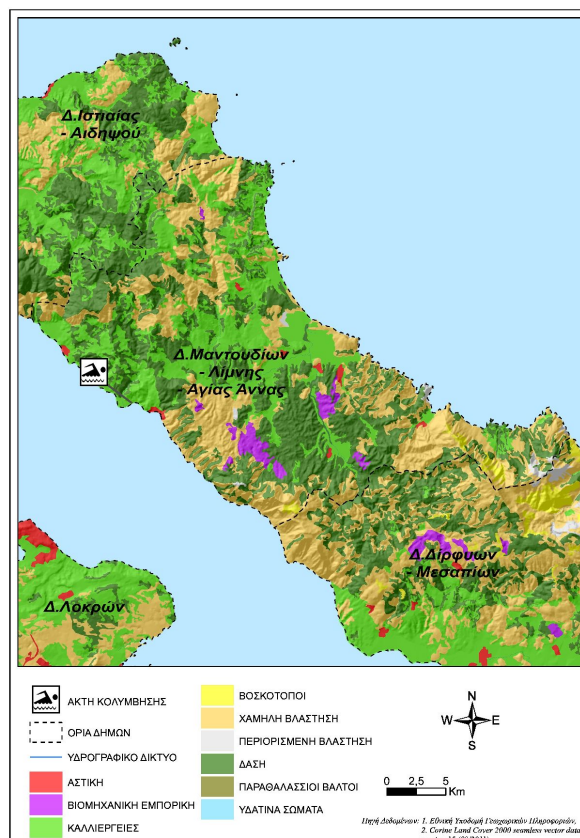 Δ.Ιστιαίας
- Αιδηψού
Δ.Μαντουδίων
- Λίμνης
- Αγίας Άννας
Δ.Δίρφυων
- Μεσαπίων
Δ.Λοκρών
ΑΚΤΗ ΚΟΛΥΜΒΗΣΗΣ
ΟΡΙΑ ΔΗΜΩΝ
ΥΔΡΟΓΡΑΦΙΚΟ ΔΙΚΤΥΟ
ΑΣΤΙΚΗ
ΒΙΟΜΗΧΑΝΙΚΗ ΕΜΠΟΡΙΚΗ
ΚΑΛΛΙΕΡΓΕΙΕΣ
ΒΟΣΚΟΤΟΠΟΙ
ΧΑΜΗΛΗ ΒΛΑΣΤΗΣΗ
ΠΕΡΙΟΡΙΣΜΕΝΗ ΒΛΑΣΤΗΣΗ
ΔΑΣΗ
ΠΑΡΑΘΑΛΑΣΣΙΟΙ ΒΑΛΤΟΙ
ΥΔΑΤΙΝΑ ΣΩΜΑΤΑ
N
W E
S
0 2,5 5
Km
Πηγή Δεδομένων: 1. Εθνική Υποδομή Γεωχωρικών Πληροφοριών,
2. Corine Land Cover 2000 seamless vector data